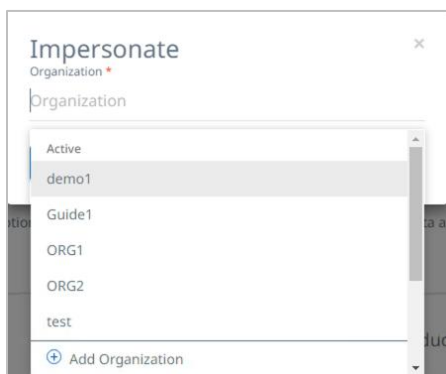 Impersonate
×
Organization *
Organization
Active
demo1
Guide1
ORG1
ORG2
test
Add Organization